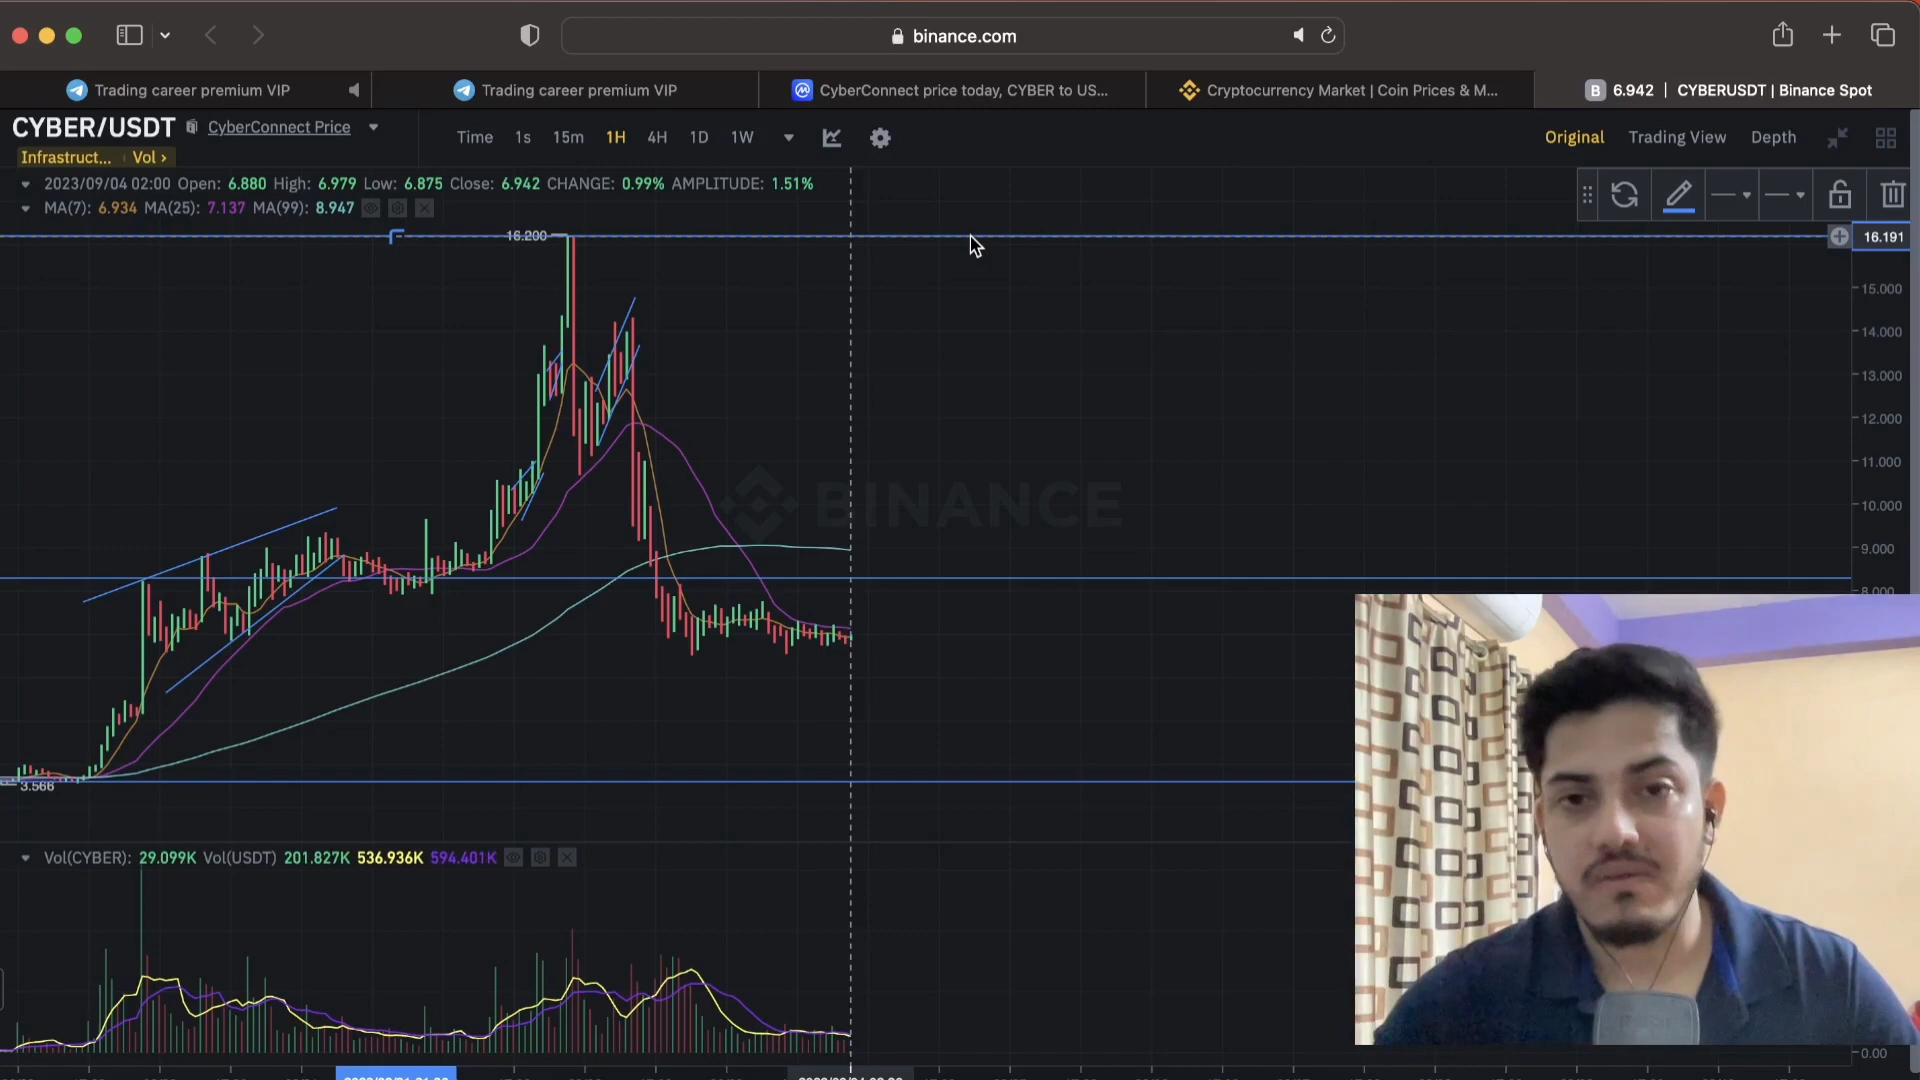 binance.com
Trading career premium VIP
Trading career premium VIP
CyberConnect price today, CYBER to US...
Cryptocurrency Market | Coin Prices & M...
B 6.942 | CYBERUSDT | Binance Spot
CYBER/USDT CyberConnect Price
Time 1s 15m 1H 4H 1D 1W
Original Trading View Depth
Infrastruct... Vol ›
2023/09/04 02:00 Open: 6.880 High: 6.979 Low: 6.875 Close: 6.942 CHANGE: 0.99% AMPLITUDE: 1.51%
MA(7): 6.934 MA(25): 7.137 MA(99): 8.947
16.200
16.191
15.000
14.000
13.000
12.000
11.000
10.000
9.000
8.000
BINANCE
3.566
Vol(CYBER): 29.099K Vol(USDT) 201.827K 536.936K 594.401K
0.00